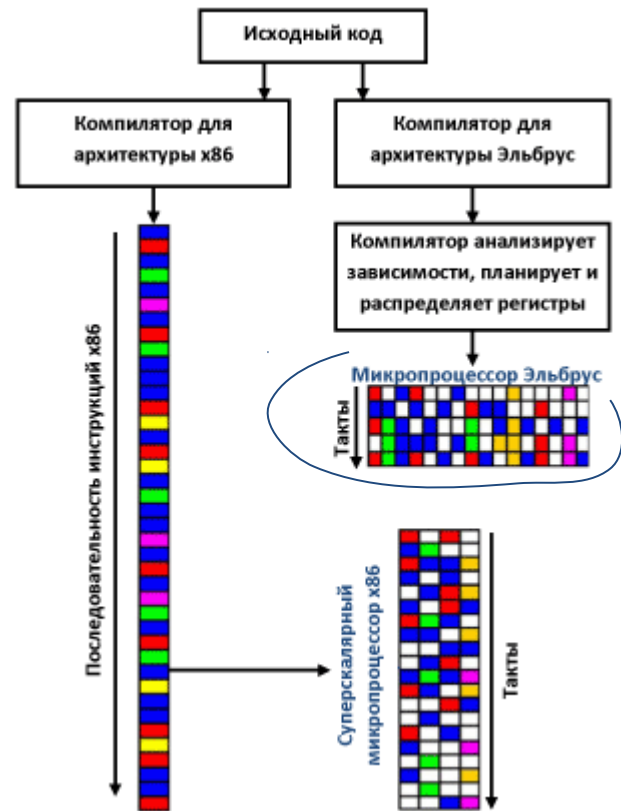 Исходный код
Компилятор для
архитектуры x86
Компилятор для
архитектуры Эльбрус
Компилятор анализирует
зависимости, планирует и
распределяет регистры
Микропроцессор Эльбрус
Такты
Последовательность инструкций x86
Суперскалярный
микропроцессор x86
Такты